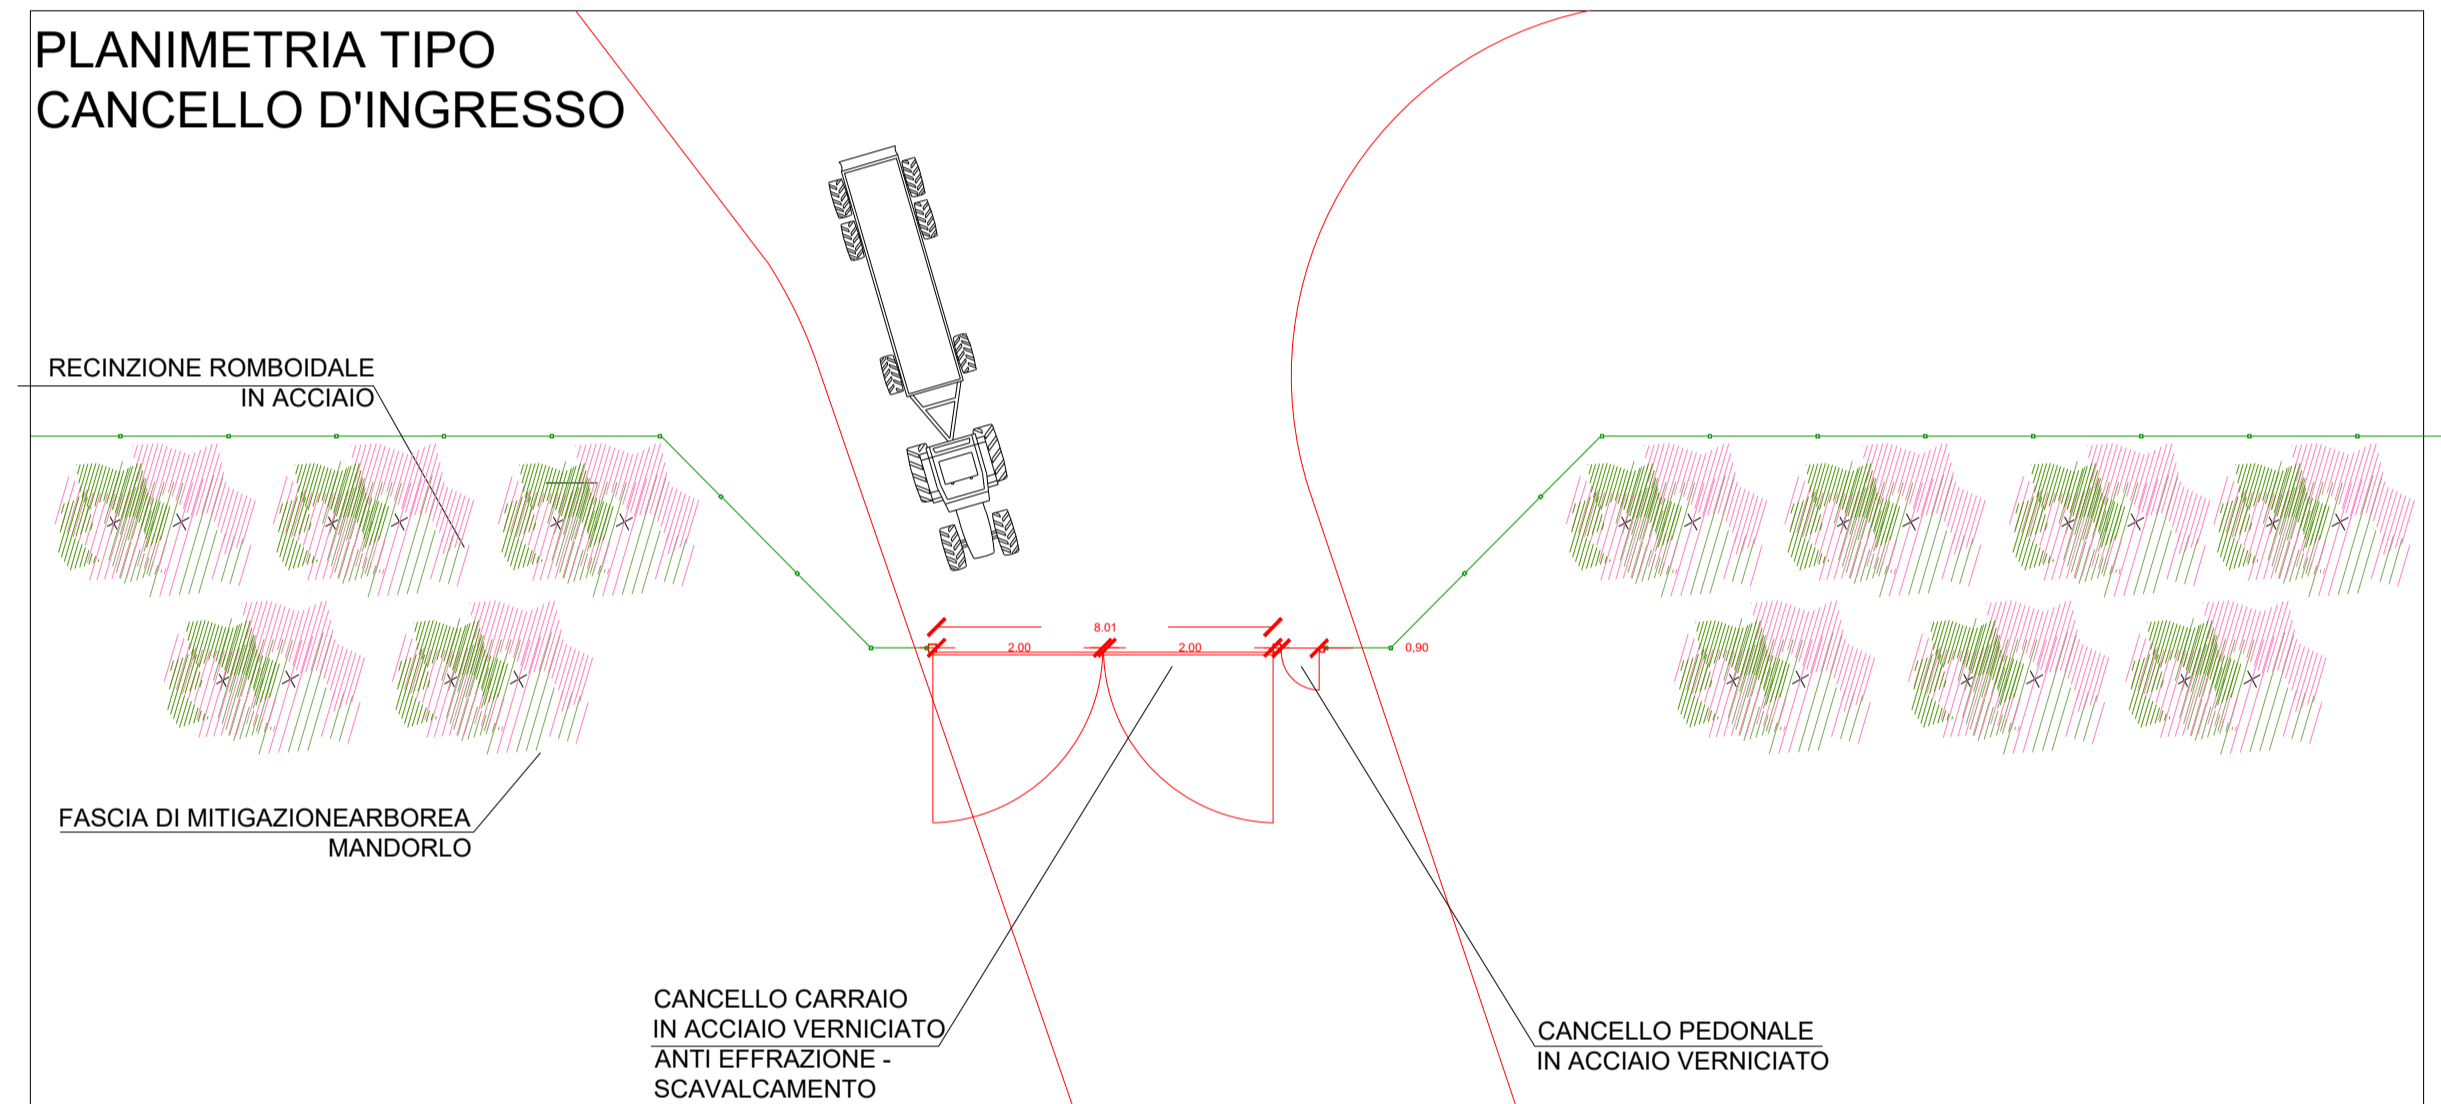 PLANIMETRIA TIPO
CANCELLO D'INGRESSO
RECINZIONE ROMBOIDALE
IN ACCIAIO
8.01
2.00
2.00
0,90
FASCIA DI MITIGAZIONEARBOREA
MANDORLO
CANCELLO CARRAIO
IN ACCIAIO VERNICIATO
ANTI EFFRAZIONE -
SCAVALCAMENTO
CANCELLO PEDONALE
IN ACCIAIO VERNICIATO